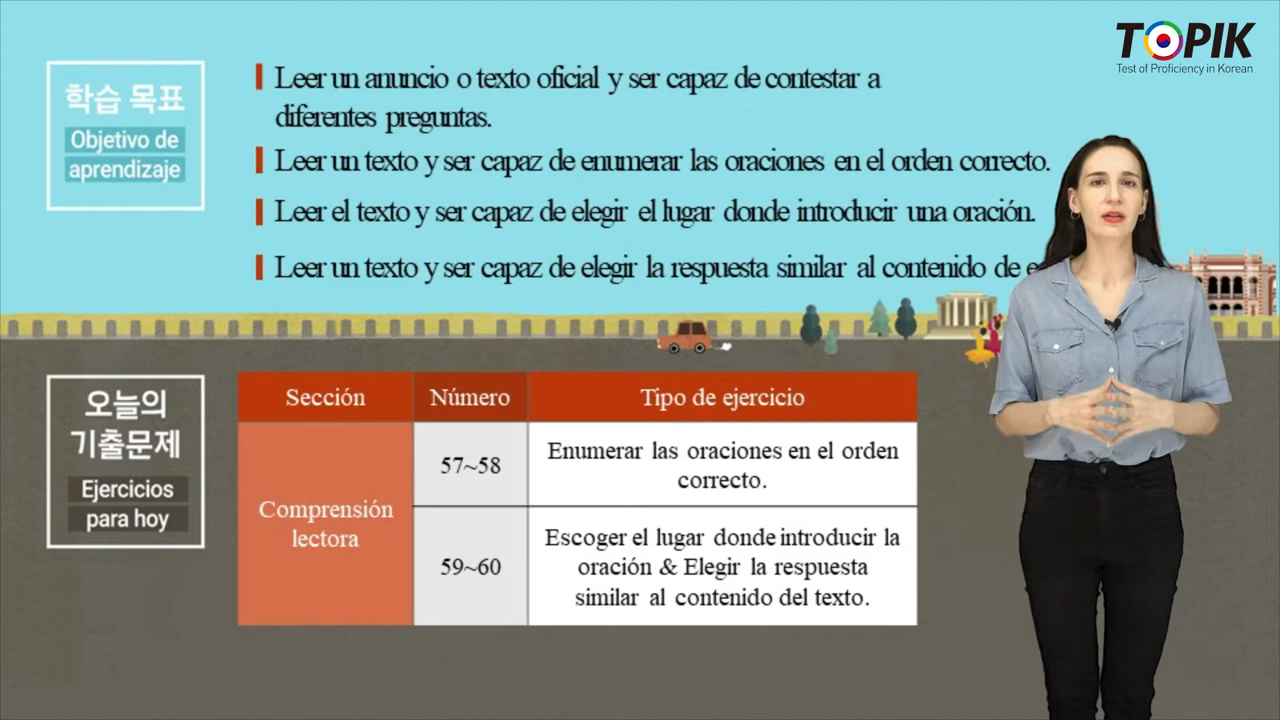 TOPIK
Test of Proficiency in Korean
학습 목표
Objetivo de
aprendizaje
Leer un anuncio o texto oficial y ser capaz de contestar a
diferentes preguntas.
Leer un texto y ser capaz de enumerar las oraciones en el orden correcto.
Leer el texto y ser capaz de elegir el lugar donde introducir una oración.
Leer un texto y ser capaz de elegir la respuesta similar al contenido de
오늘의
기출문제
Ejercicios
para hoy
Sección Número Tipo de ejercicio
Comprensión
lectora
57~58
Enumerar las oraciones en el orden
correcto.
59~60
Escoger el lugar donde introducir la
oración & Elegir la respuesta
similar al contenido del texto.